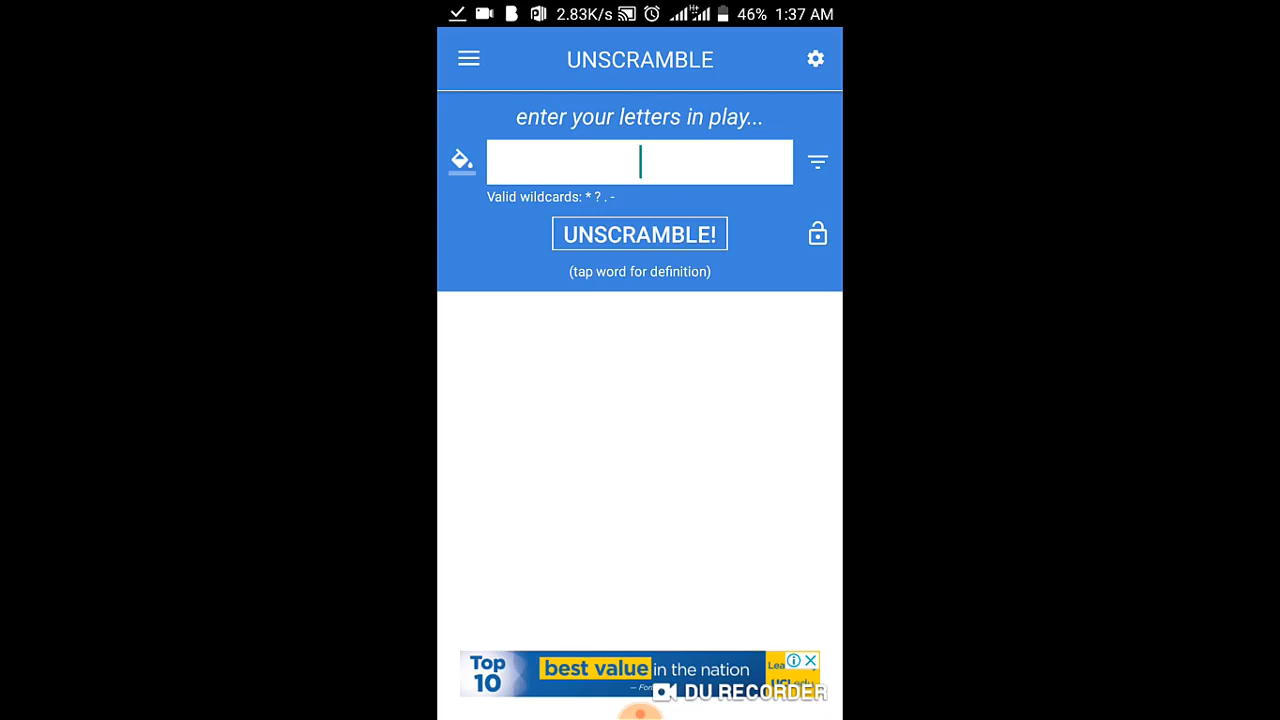 2.83K/s 46% 1:37 AM
UNSCRAMBLE
enter your letters in play...
Valid wildcards: * ? . -
UNSCRAMBLE!
(tap word for definition)
Top
10
best value in the nation
DU RECORDER